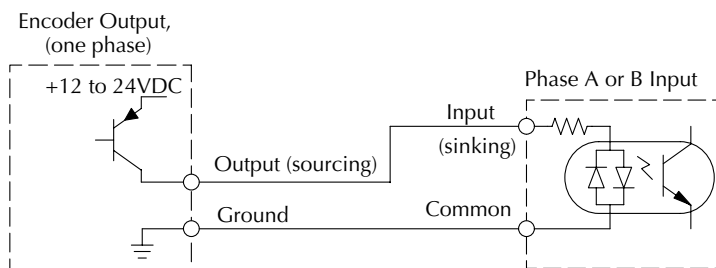 Encoder Output,
(one phase)
+12 to 24VDC
Phase A or B Input
Input
(sinking)
Output (sourcing)
Ground
Common